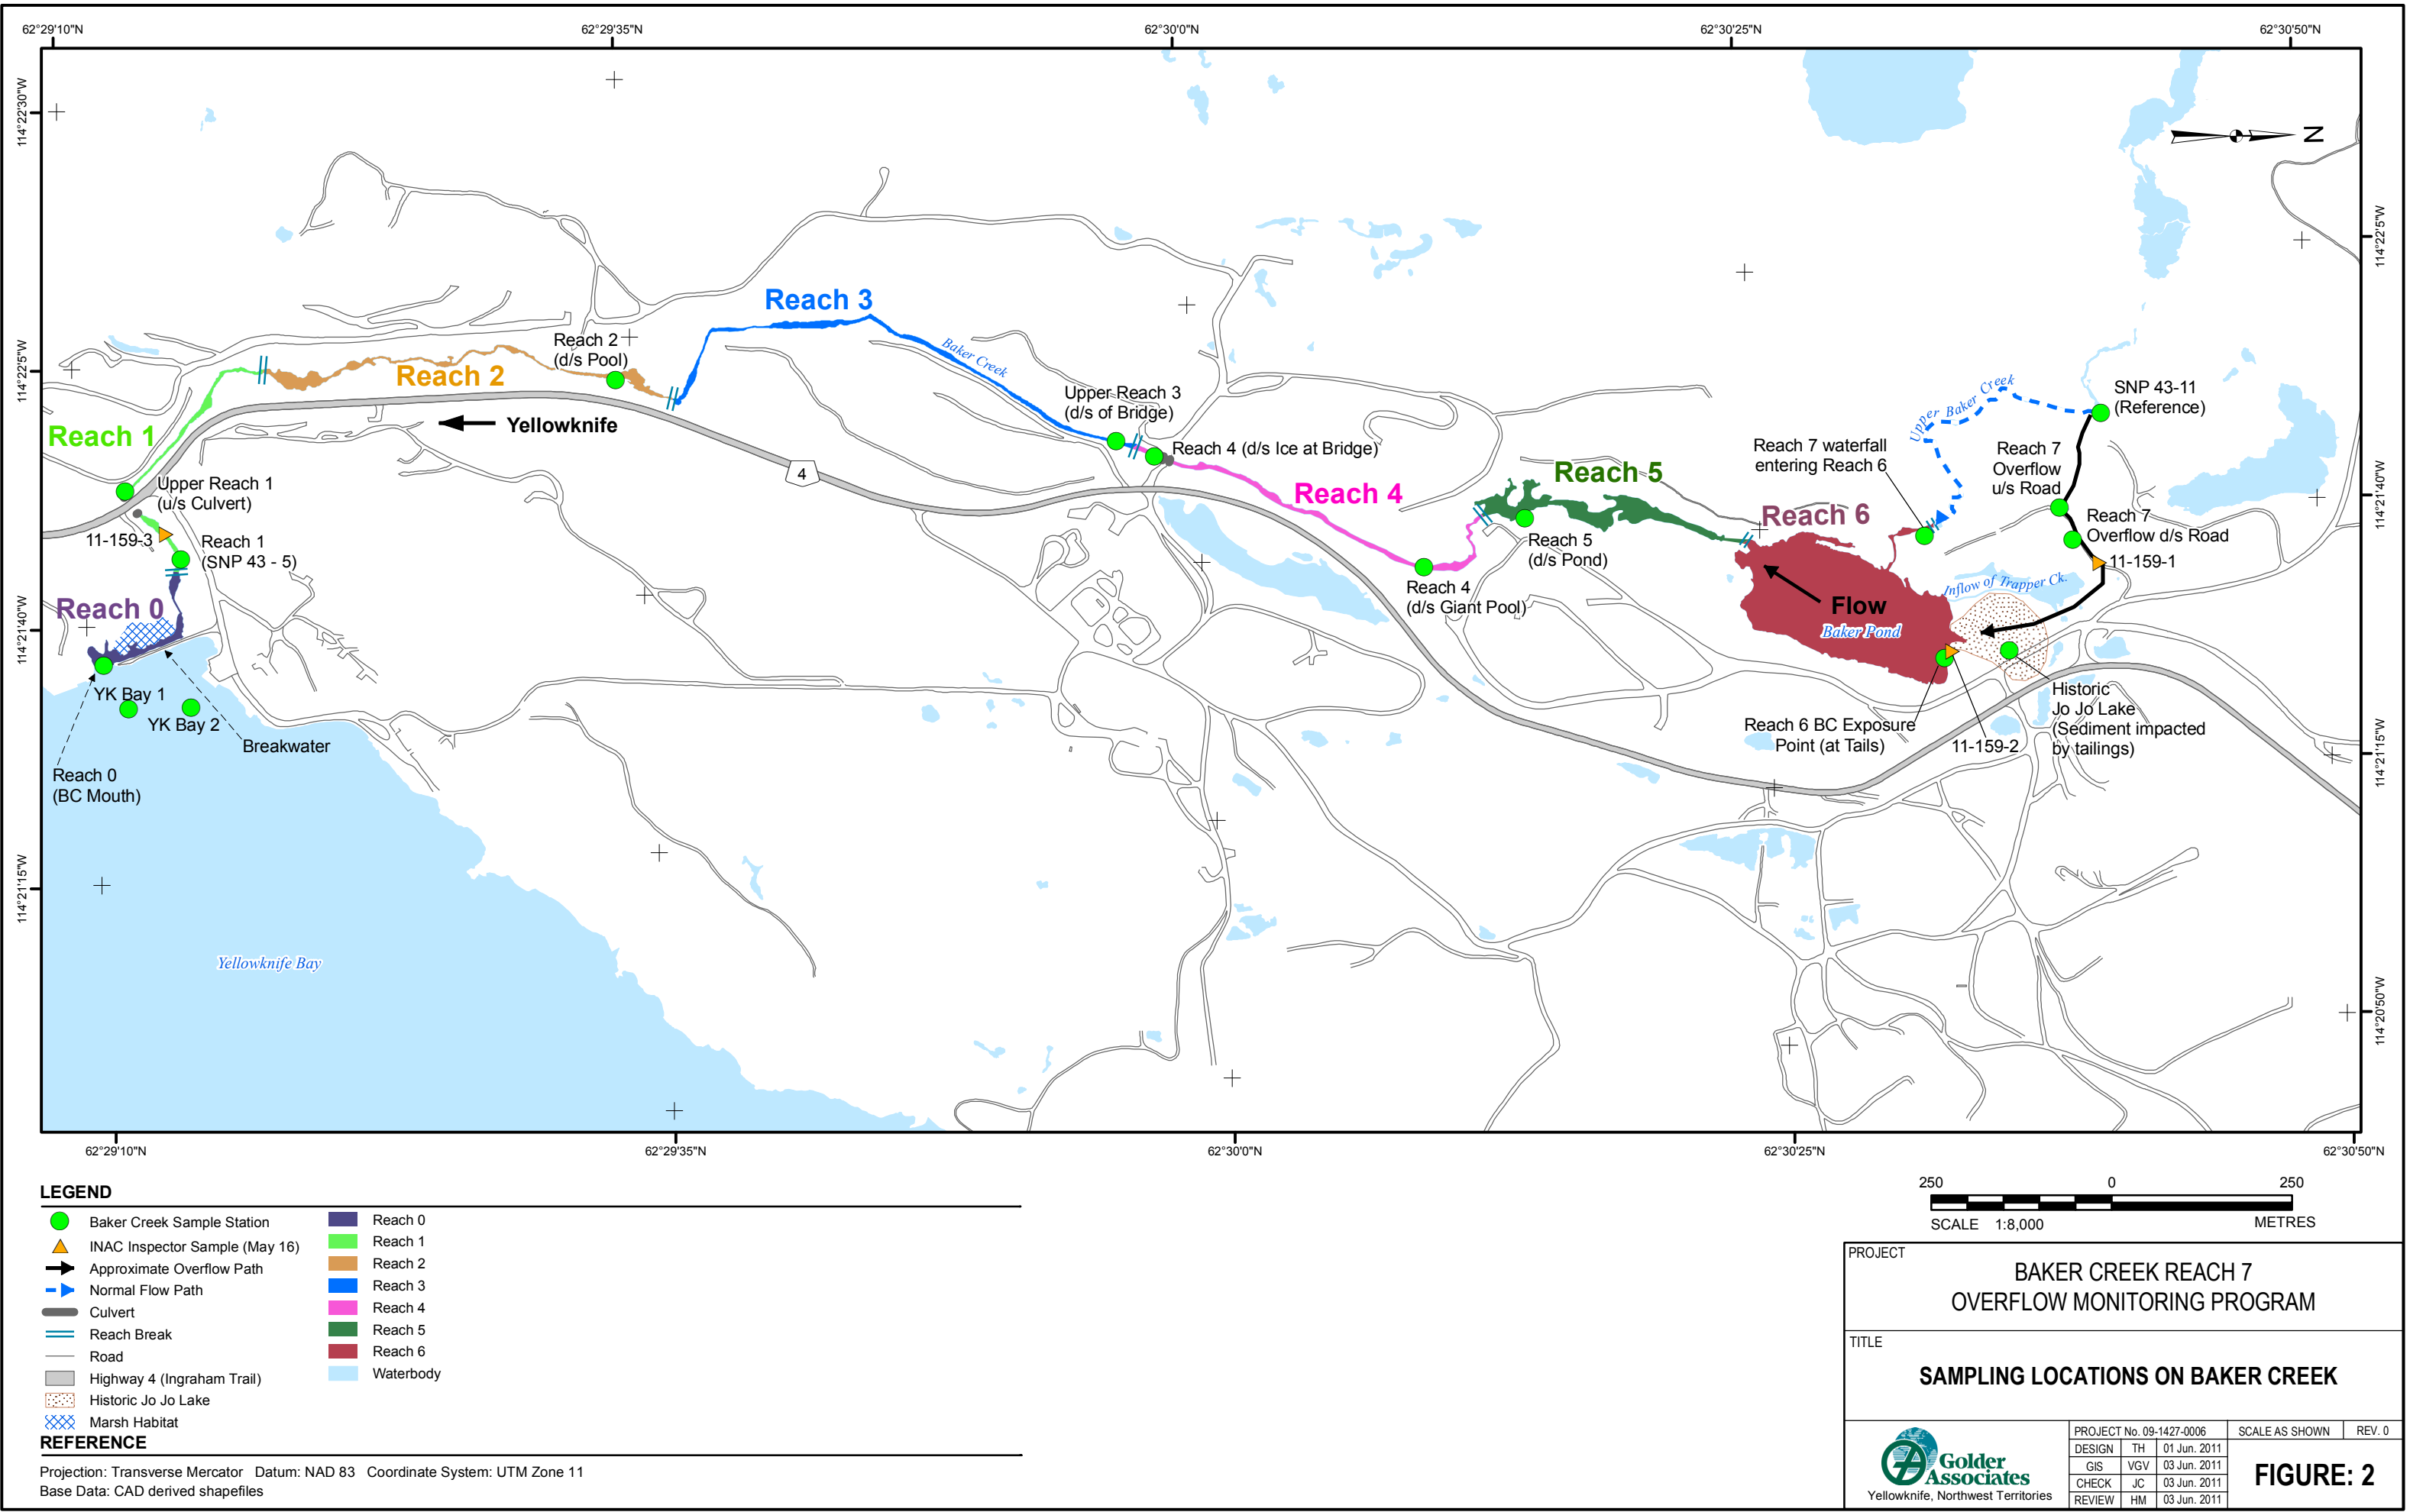 62°29'10"N
62°29'35"N
62°30'0"N
62°30'25"N
62°30'50"N
114°22'30"W
114°22'5"W
114°21'40"W
114°21'15"W
114°22'5"W
114°21'40"W
114°21'15"W
114°20'50"W
N
Reach 3
Reach 2
(d/s Pool)
Baker Creek
Reach 2
Upper Reach 3
(d/s of Bridge)
Upper Baker Creek
SNP 43-11
(Reference)
Reach 1
Yellowknife
Reach 4 (d/s Ice at Bridge)
4
Reach 7 waterfall
entering Reach 6
Reach 7
Overflow
u/s Road
Upper Reach 1
(u/s Culvert)
Reach 4
Reach 5
Reach 6
Reach 7
Overflow d/s Road
11-159-3
Reach 1
(SNP 43 - 5)
Reach 5
(d/s Pond)
11-159-1
Inflow of Trapper Ck.
Reach 4
(d/s Giant Pool)
Reach 0
Flow
Baker Pond
YK Bay 1
YK Bay 2
Breakwater
Reach 0
(BC Mouth)
Reach 6 BC Exposure
Point (at Tails)
11-159-2
Historic
Jo Jo Lake
(Sediment impacted
by tailings)
Yellowknife Bay
62°29'10"N
62°29'35"N
62°30'0"N
62°30'25"N
62°30'50"N
LEGEND
Baker Creek Sample Station
INAC Inspector Sample (May 16)
Approximate Overflow Path
Normal Flow Path
Culvert
Reach Break
Road
Highway 4 (Ingraham Trail)
Historic Jo Jo Lake
Marsh Habitat
Reach 0
Reach 1
Reach 2
Reach 3
Reach 4
Reach 5
Reach 6
Waterbody
REFERENCE
Projection: Transverse Mercator Datum: NAD 83 Coordinate System: UTM Zone 11
Base Data: CAD derived shapefiles
250 0 250
SCALE 1:8,000 METRES
PROJECT
BAKER CREEK REACH 7
OVERFLOW MONITORING PROGRAM
TITLE
SAMPLING LOCATIONS ON BAKER CREEK
Golder
Associates
Yellowknife, Northwest Territories
PROJECT No. 09-1427-0006 SCALE AS SHOWN REV. 0
DESIGN TH 01 Jun. 2011
GIS VGV 03 Jun. 2011
CHECK JC 03 Jun. 2011
REVIEW HM 03 Jun. 2011
FIGURE: 2